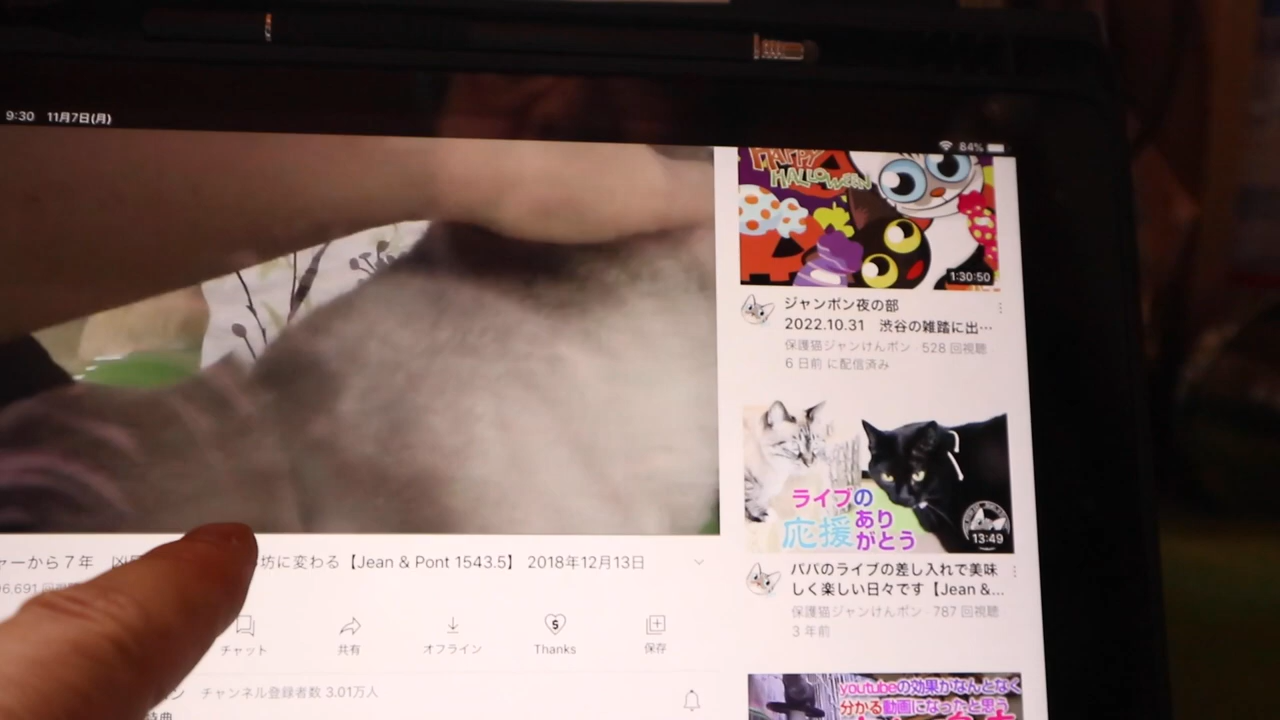 9:30 11月7日(月)
84%
HAPPY
HALLOWEEN
1:30:50
ジャンポン夜の部
2022.10.31 渋谷の雑踏に出…
保護猫ジャンけんポン・528 回視聴・
6 日前 に配信済み
ライブの
応援
あり
がとう
13:49
パパのライブの差し入れで美味
しく楽しい日々です【Jean &...
保護猫ジャンけんポン・787 回視聴・
3 年前
ャーから7年
坊に変わる【Jean & Pont 1543.5】 2018年12月13日
6,691 回
チャット
共有
オフライン
Thanks
保存
ン チャンネル登録者数 3.01万人
特典
youtubeの効果がなんとなく
分かる動画になったと思う